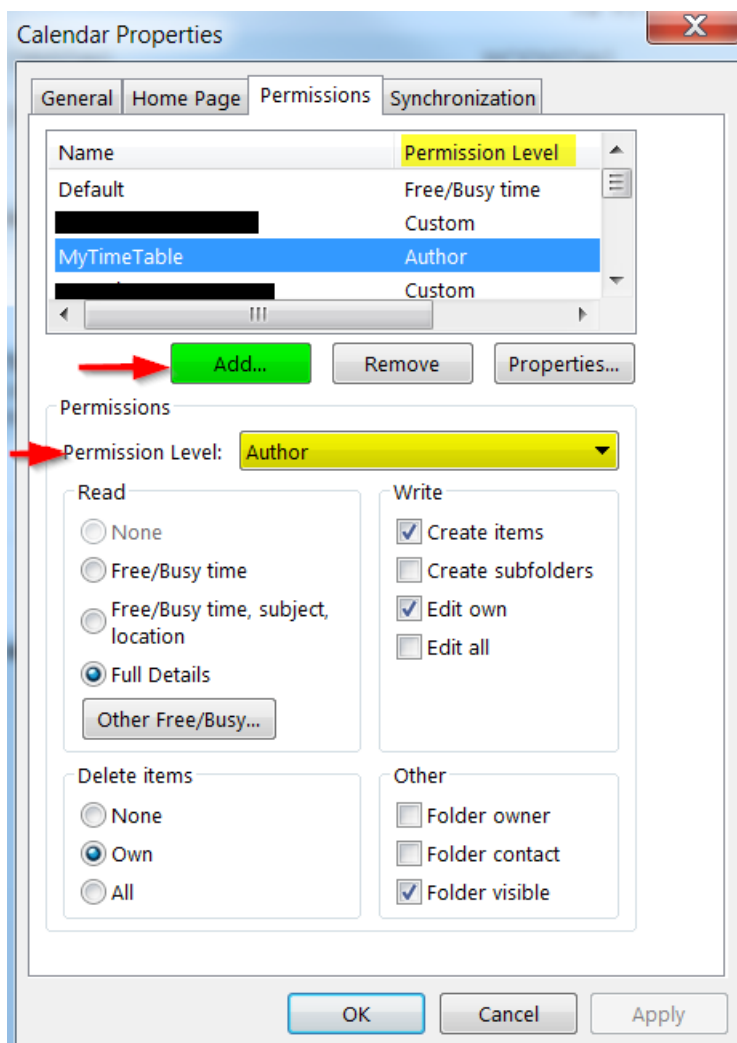 Calendar Properties
General Home Page Permissions Synchronization
Name Permission Level
Default Free/Busy time
Custom
MyTimeTable Author
Custom
Add... Remove Properties...
Permissions
Permission Level: Author
Read
None
Free/Busy time
Free/Busy time, subject,
location
Full Details
Other Free/Busy...
Write
Create items
Create subfolders
Edit own
Edit all
Delete items
None
Own
All
Other
Folder owner
Folder contact
Folder visible
OK Cancel Apply